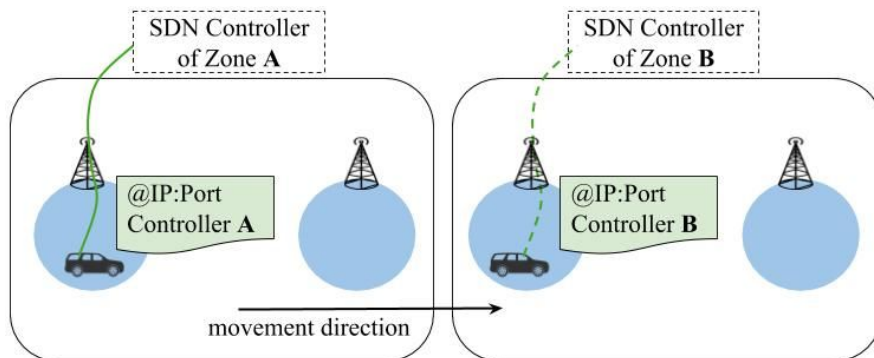 SDN Controller
of Zone A
SDN Controller
of Zone B
@IP:Port
Controller A
@IP:Port
Controller B
movement direction